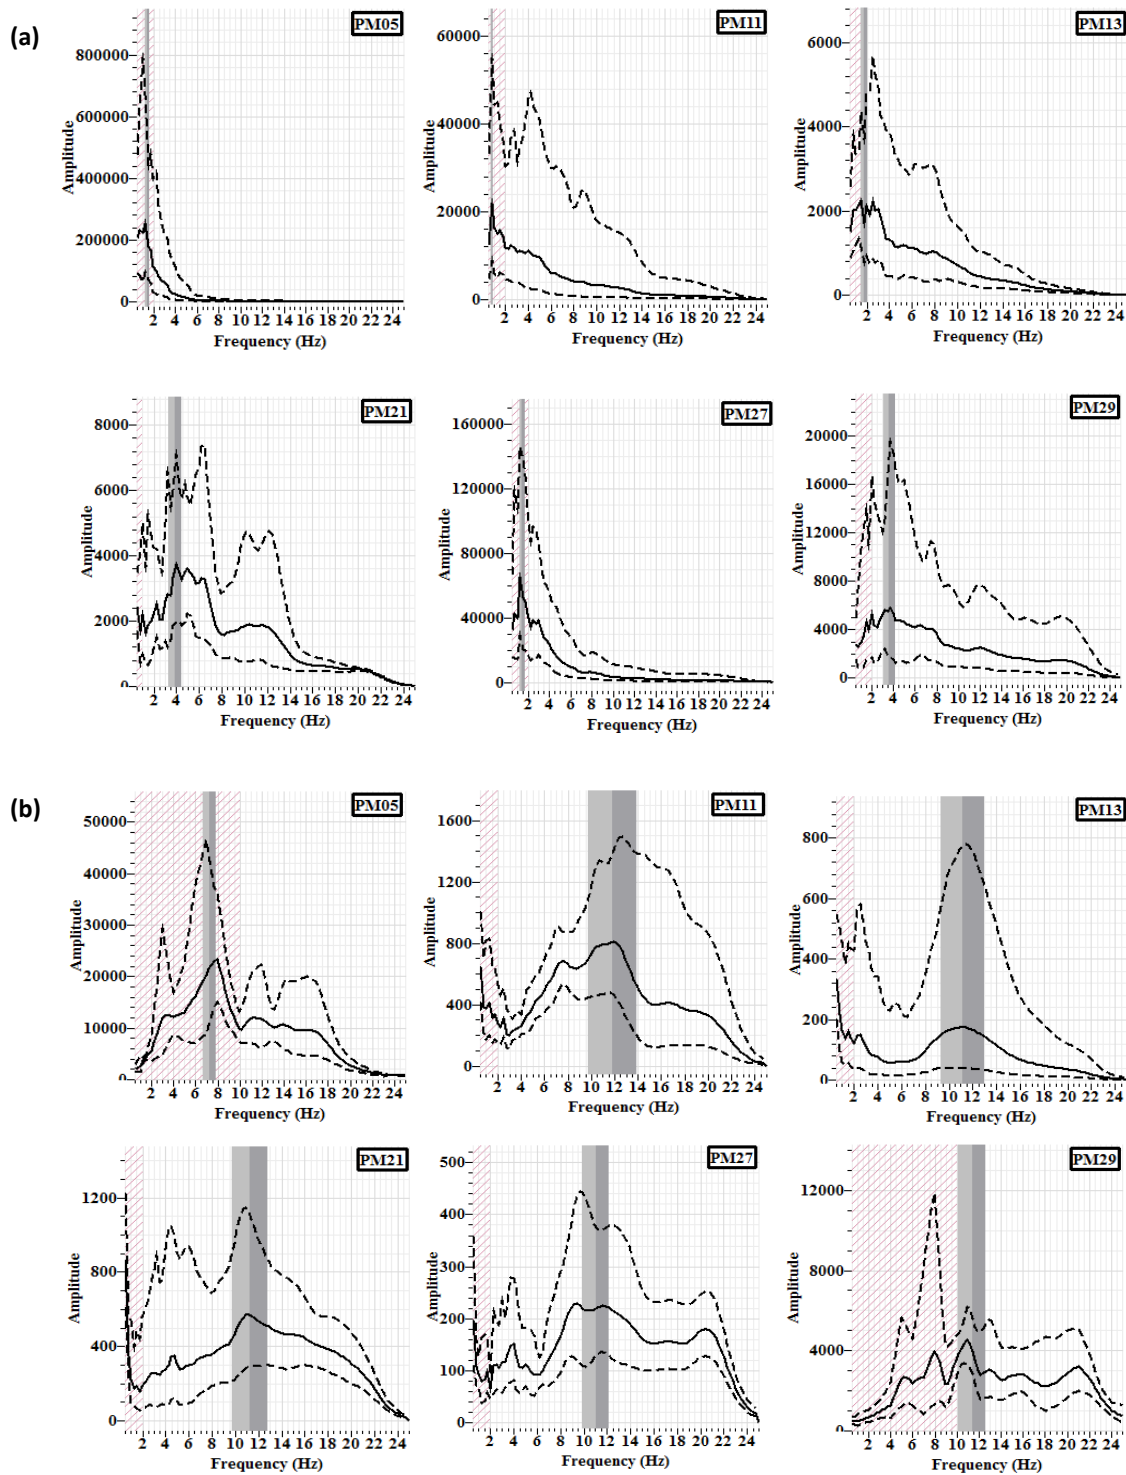 (a)
PM05
Amplitude
800000
600000
400000
200000
0
2 4 6 8 10 12 14 16 18 20 22 24
Frequency (Hz)
PM11
Amplitude
60000
40000
20000
0
2 4 6 8 10 12 14 16 18 20 22 24
Frequency (Hz)
PM13
Amplitude
6000
4000
2000
0
2 4 6 8 10 12 14 16 18 20 22 24
Frequency (Hz)
PM21
Amplitude
8000
6000
4000
2000
0
2 4 6 8 10 12 14 16 18 20 22 24
Frequency (Hz)
PM27
Amplitude
160000
120000
80000
40000
0
2 4 6 8 10 12 14 16 18 20 22 24
Frequency (Hz)
PM29
Amplitude
20000
16000
12000
8000
4000
0
2 4 6 8 10 12 14 16 18 20 22 24
Frequency (Hz)
(b)
PM05
Amplitude
50000
40000
30000
20000
10000
0
2 4 6 8 10 12 14 16 18 20 22 24
Frequency (Hz)
PM11
Amplitude
1600
1200
800
400
0
2 4 6 8 10 12 14 16 18 20 22 24
Frequency (Hz)
PM13
Amplitude
800
600
400
200
0
2 4 6 8 10 12 14 16 18 20 22 24
Frequency (Hz)
PM21
Amplitude
1200
800
400
0
2 4 6 8 10 12 14 16 18 20 22 24
Frequency (Hz)
PM27
Amplitude
500
400
300
200
100
0
2 4 6 8 10 12 14 16 18 20 22 24
Frequency (Hz)
PM29
Amplitude
12000
8000
4000
0
2 4 6 8 10 12 14 16 18 20 22 24
Frequency (Hz)